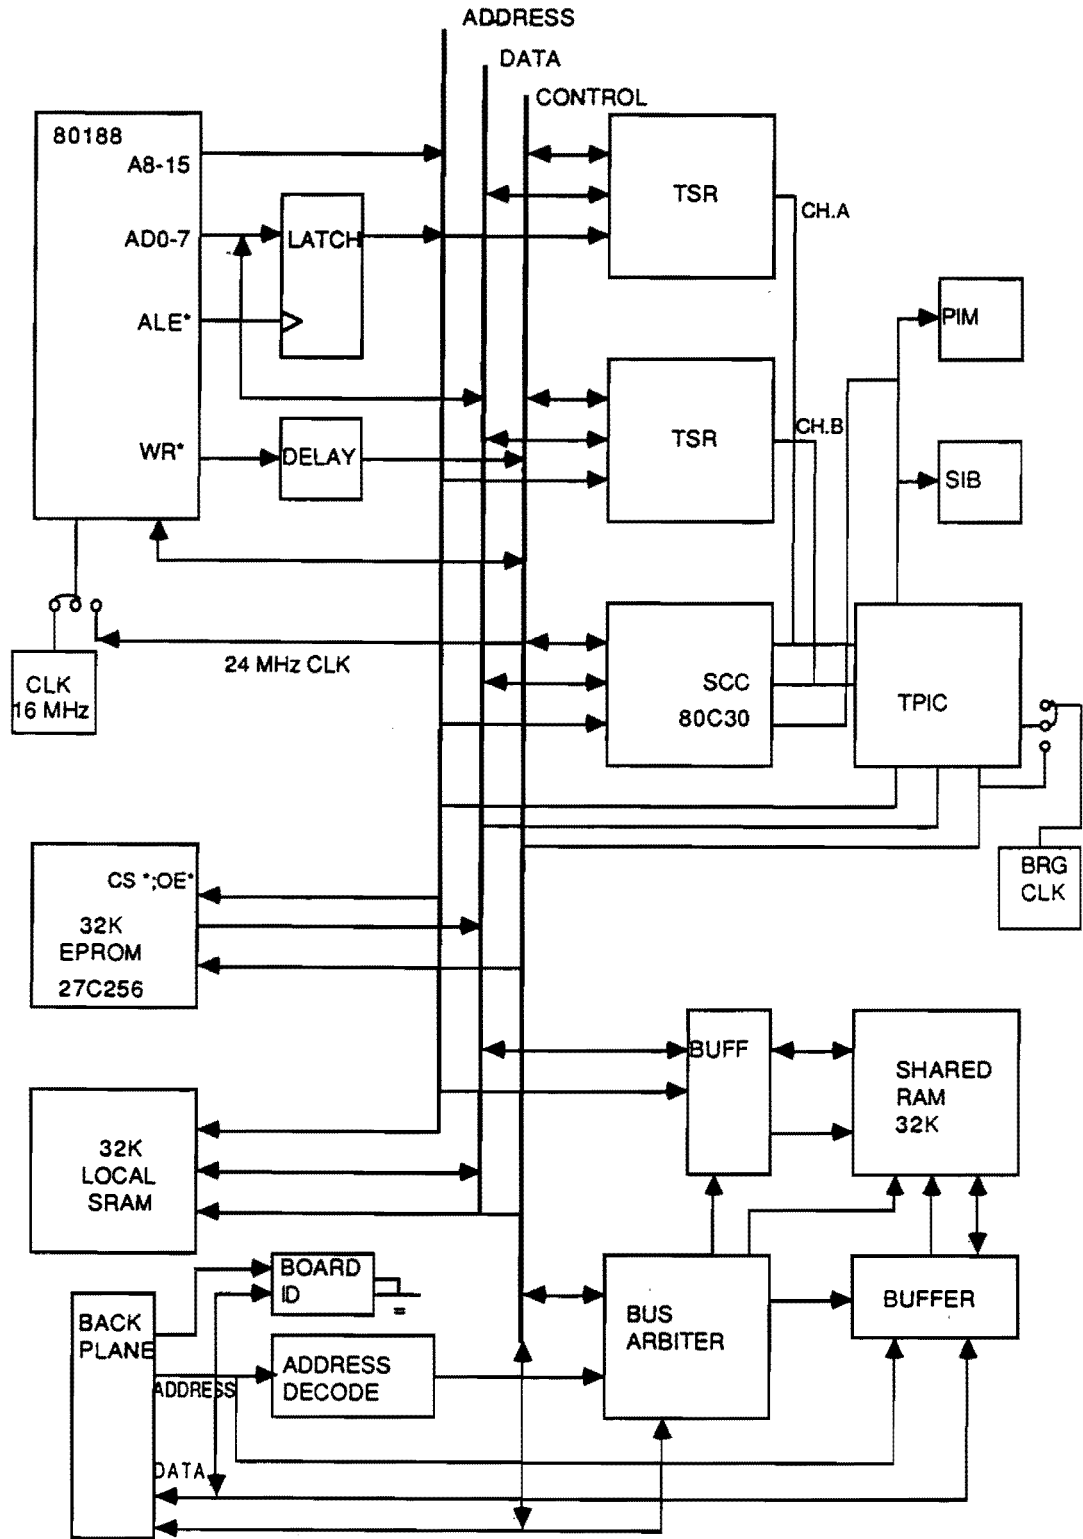 ADDRESS
DATA
CONTROL
80188
A8-15
AD0-7
ALE*
WR*
LATCH
DELAY
TSR
CH.A
TSR
CH.B
PIM
SIB
CLK
16 MHz
24 MHz CLK
SCC
80C30
TPIC
BRG
CLK
CS *;OE*
32K
EPROM
27C256
32K
LOCAL
SRAM
BUFF
SHARED
RAM
32K
BACK
PLANE
BOARD
ID
ADDRESS
DECODE
BUS
ARBITER
BUFFER
ADDRESS
DATA